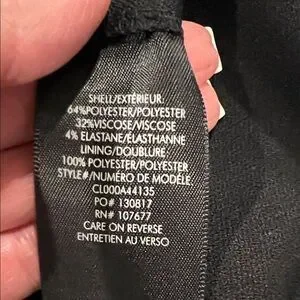 SHELL/EXTÉRIEUR:
64%POLYESTER/POLYESTER
32%VISCOSE/VISCOSE
4% ELASTANE/ÉLASTHANNE
LINING/DOUBLURE
100% POLYESTER/POLYESTER
STYLE#/NUMÉRO DE MODÈLE
CL000A44135
PO# 130817
RN# 107677
CARE ON REVERSE
ENTRETIEN AU VERSO